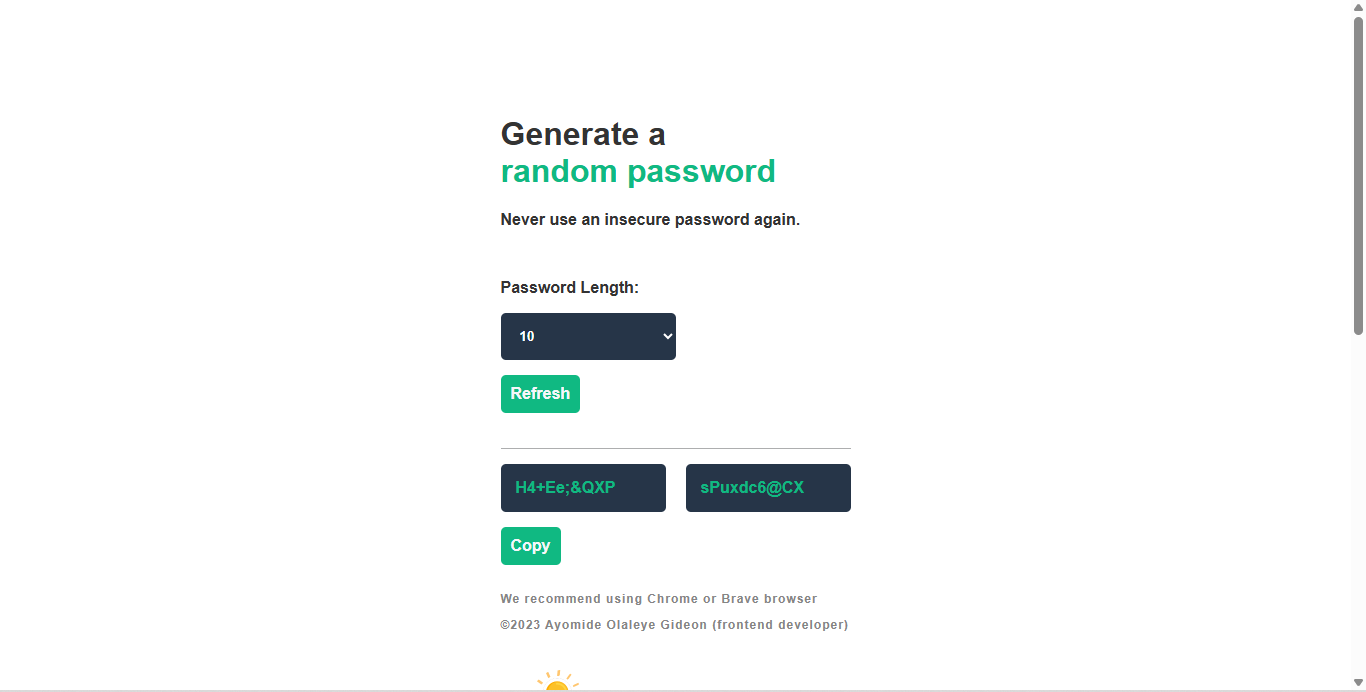 Generate a
random password
Never use an insecure password again.
Password Length:
10
Refresh
H4+Ee;&QXP sPuxdc6@CX
Copy
We recommend using Chrome or Brave browser
©2023 Ayomide Olaleye Gideon (frontend developer)